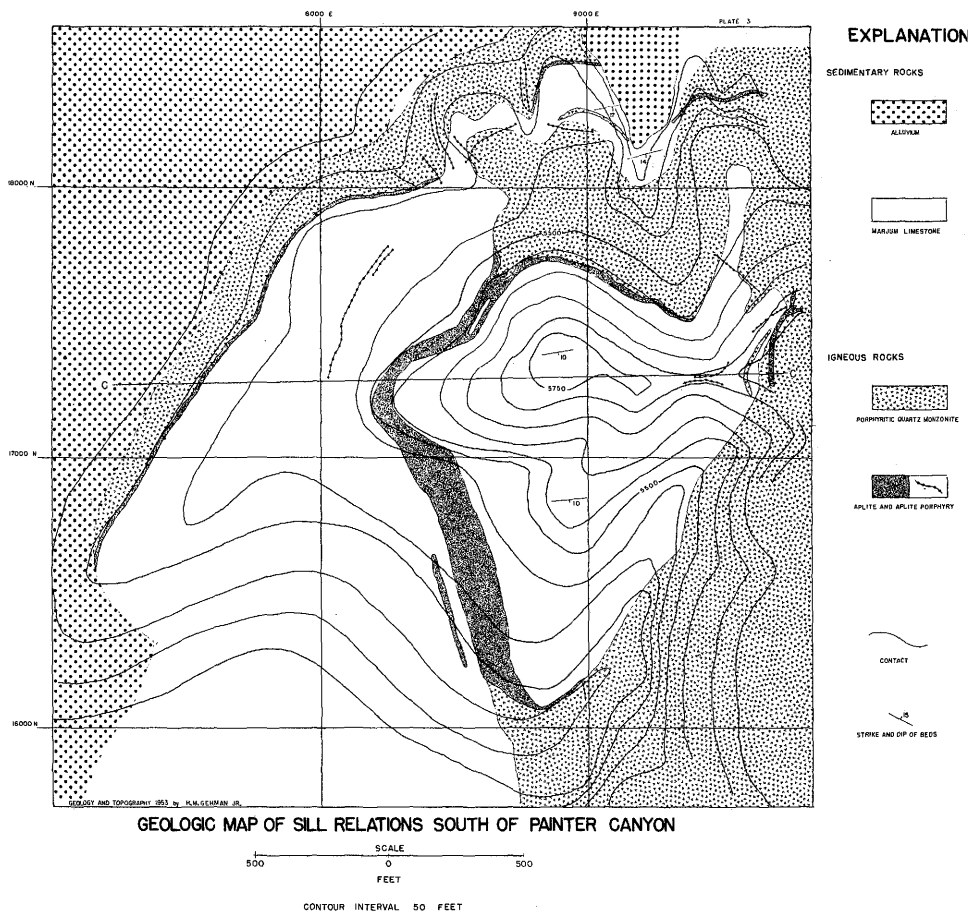 8000 E
9000 E
PLATE 3
EXPLANATION
SEDIMENTARY ROCKS
ALLUVIUM
18000 N
MARJUM LIMESTONE
5500
IGNEOUS ROCKS
10
C
5750
PORPHYRITIC QUARTZ MONZONITE
17000 N
5500
10
APLITE AND APLITE PORPHYRY
CONTACT
15
16000 N
STRIKE AND DIP OF BEDS
GEOLOGY AND TOPOGRAPHY 1953 by H.M. GEHMAN JR.
GEOLOGIC MAP OF SILL RELATIONS SOUTH OF PAINTER CANYON
SCALE
500 0 500
FEET
CONTOUR INTERVAL 50 FEET